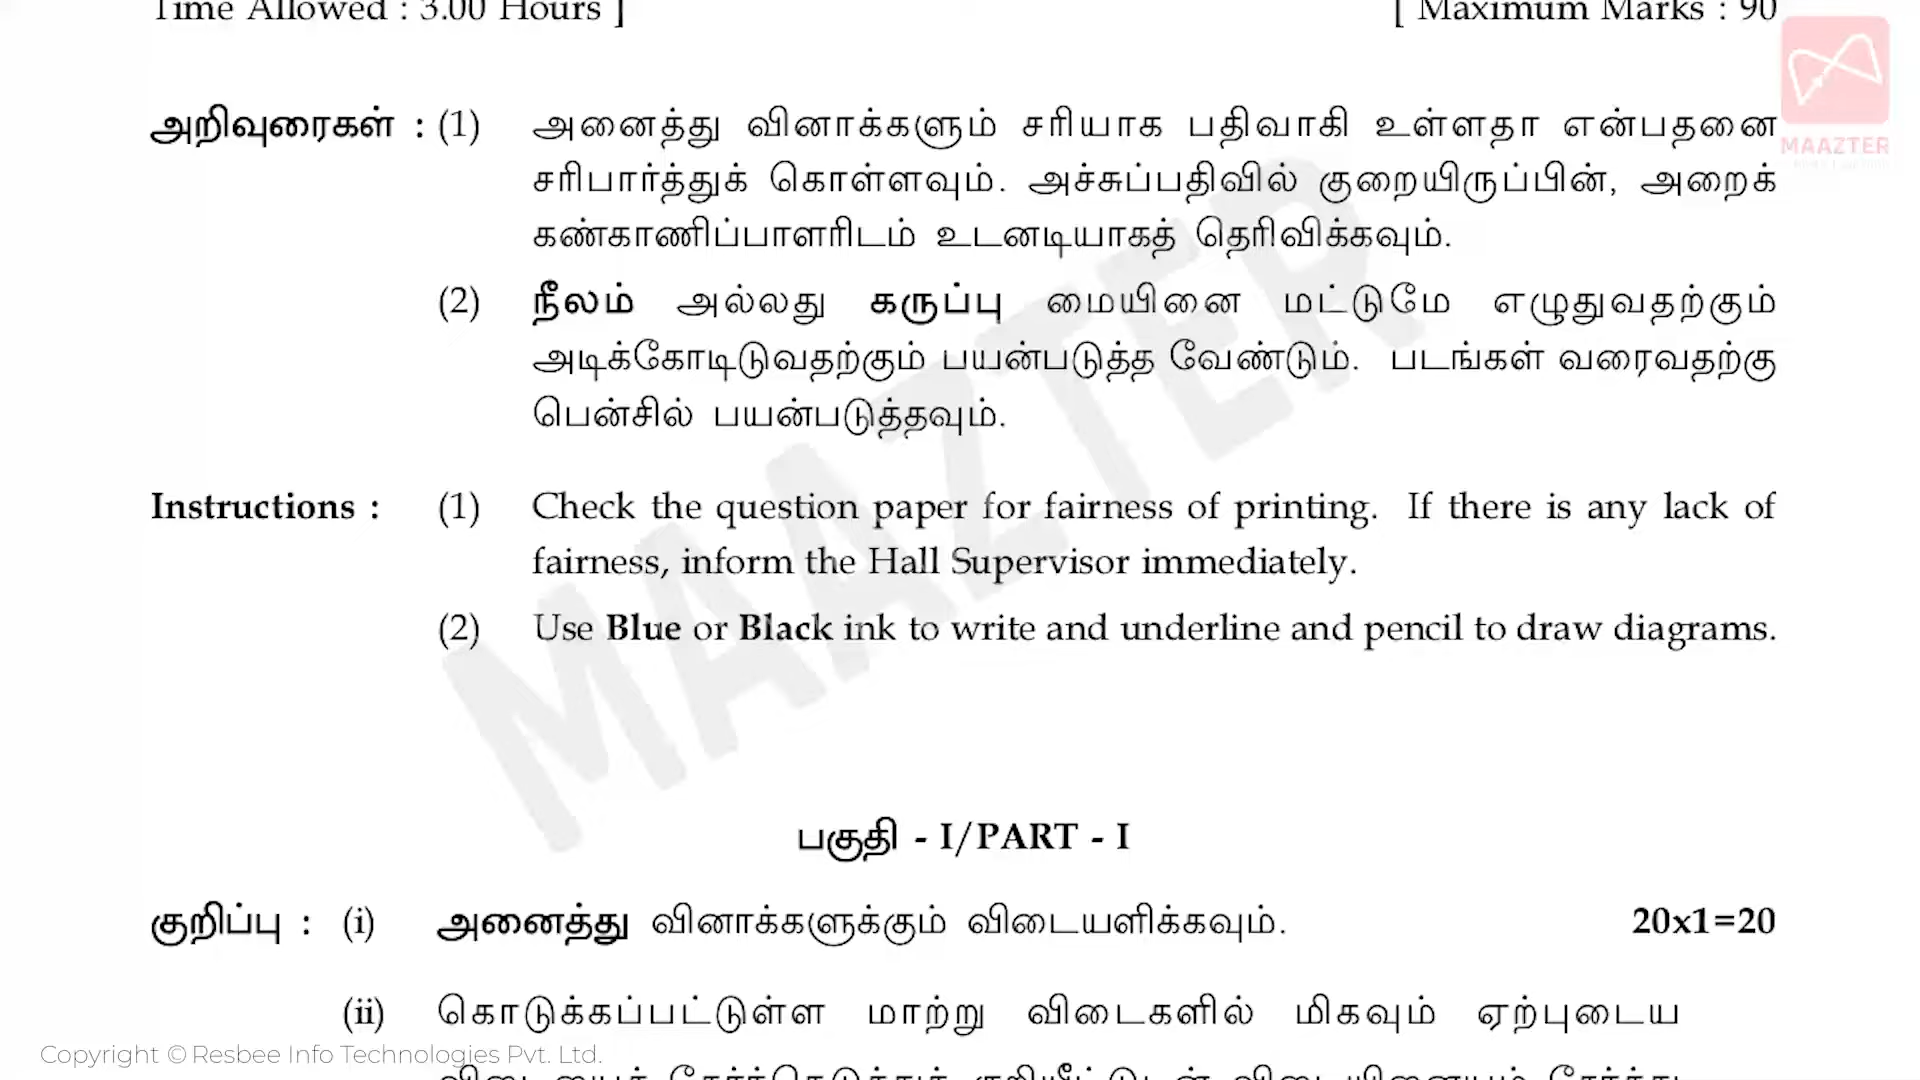 Time Allowed : 3.00 Hours ] [ Maximum Marks : 90
MAAZTER
அறிவுரைகள் : (1) அனைத்து வினாக்களும் சரியாக பதிவாகி உள்ளதா என்பதனை
சரிபார்த்துக் கொள்ளவும். அச்சுப்பதிவில் குறையிருப்பின், அறைக்
கண்காணிப்பாளரிடம் உடனடியாகத் தெரிவிக்கவும்.
(2) நீலம் அல்லது கருப்பு மையினை மட்டுமே எழுதுவதற்கும்
அடிக்கோடிடுவதற்கும் பயன்படுத்த வேண்டும். படங்கள் வரைவதற்கு
பென்சில் பயன்படுத்தவும்.
MAAZTER
Instructions : (1) Check the question paper for fairness of printing. If there is any lack of
fairness, inform the Hall Supervisor immediately.
(2) Use Blue or Black ink to write and underline and pencil to draw diagrams.
பகுதி - I/PART - I
குறிப்பு : (i) அனைத்து வினாக்களுக்கும் விடையளிக்கவும். 20x1=20
(ii) கொடுக்கப்பட்டுள்ள மாற்று விடைகளில் மிகவும் ஏற்புடைய
விடையைத் தேர்ந்தெடுத்துக் குறியீட்டுடன் விடையினையும் சேர்த்து
Copyright © Resbee Info Technologies Pvt. Ltd.